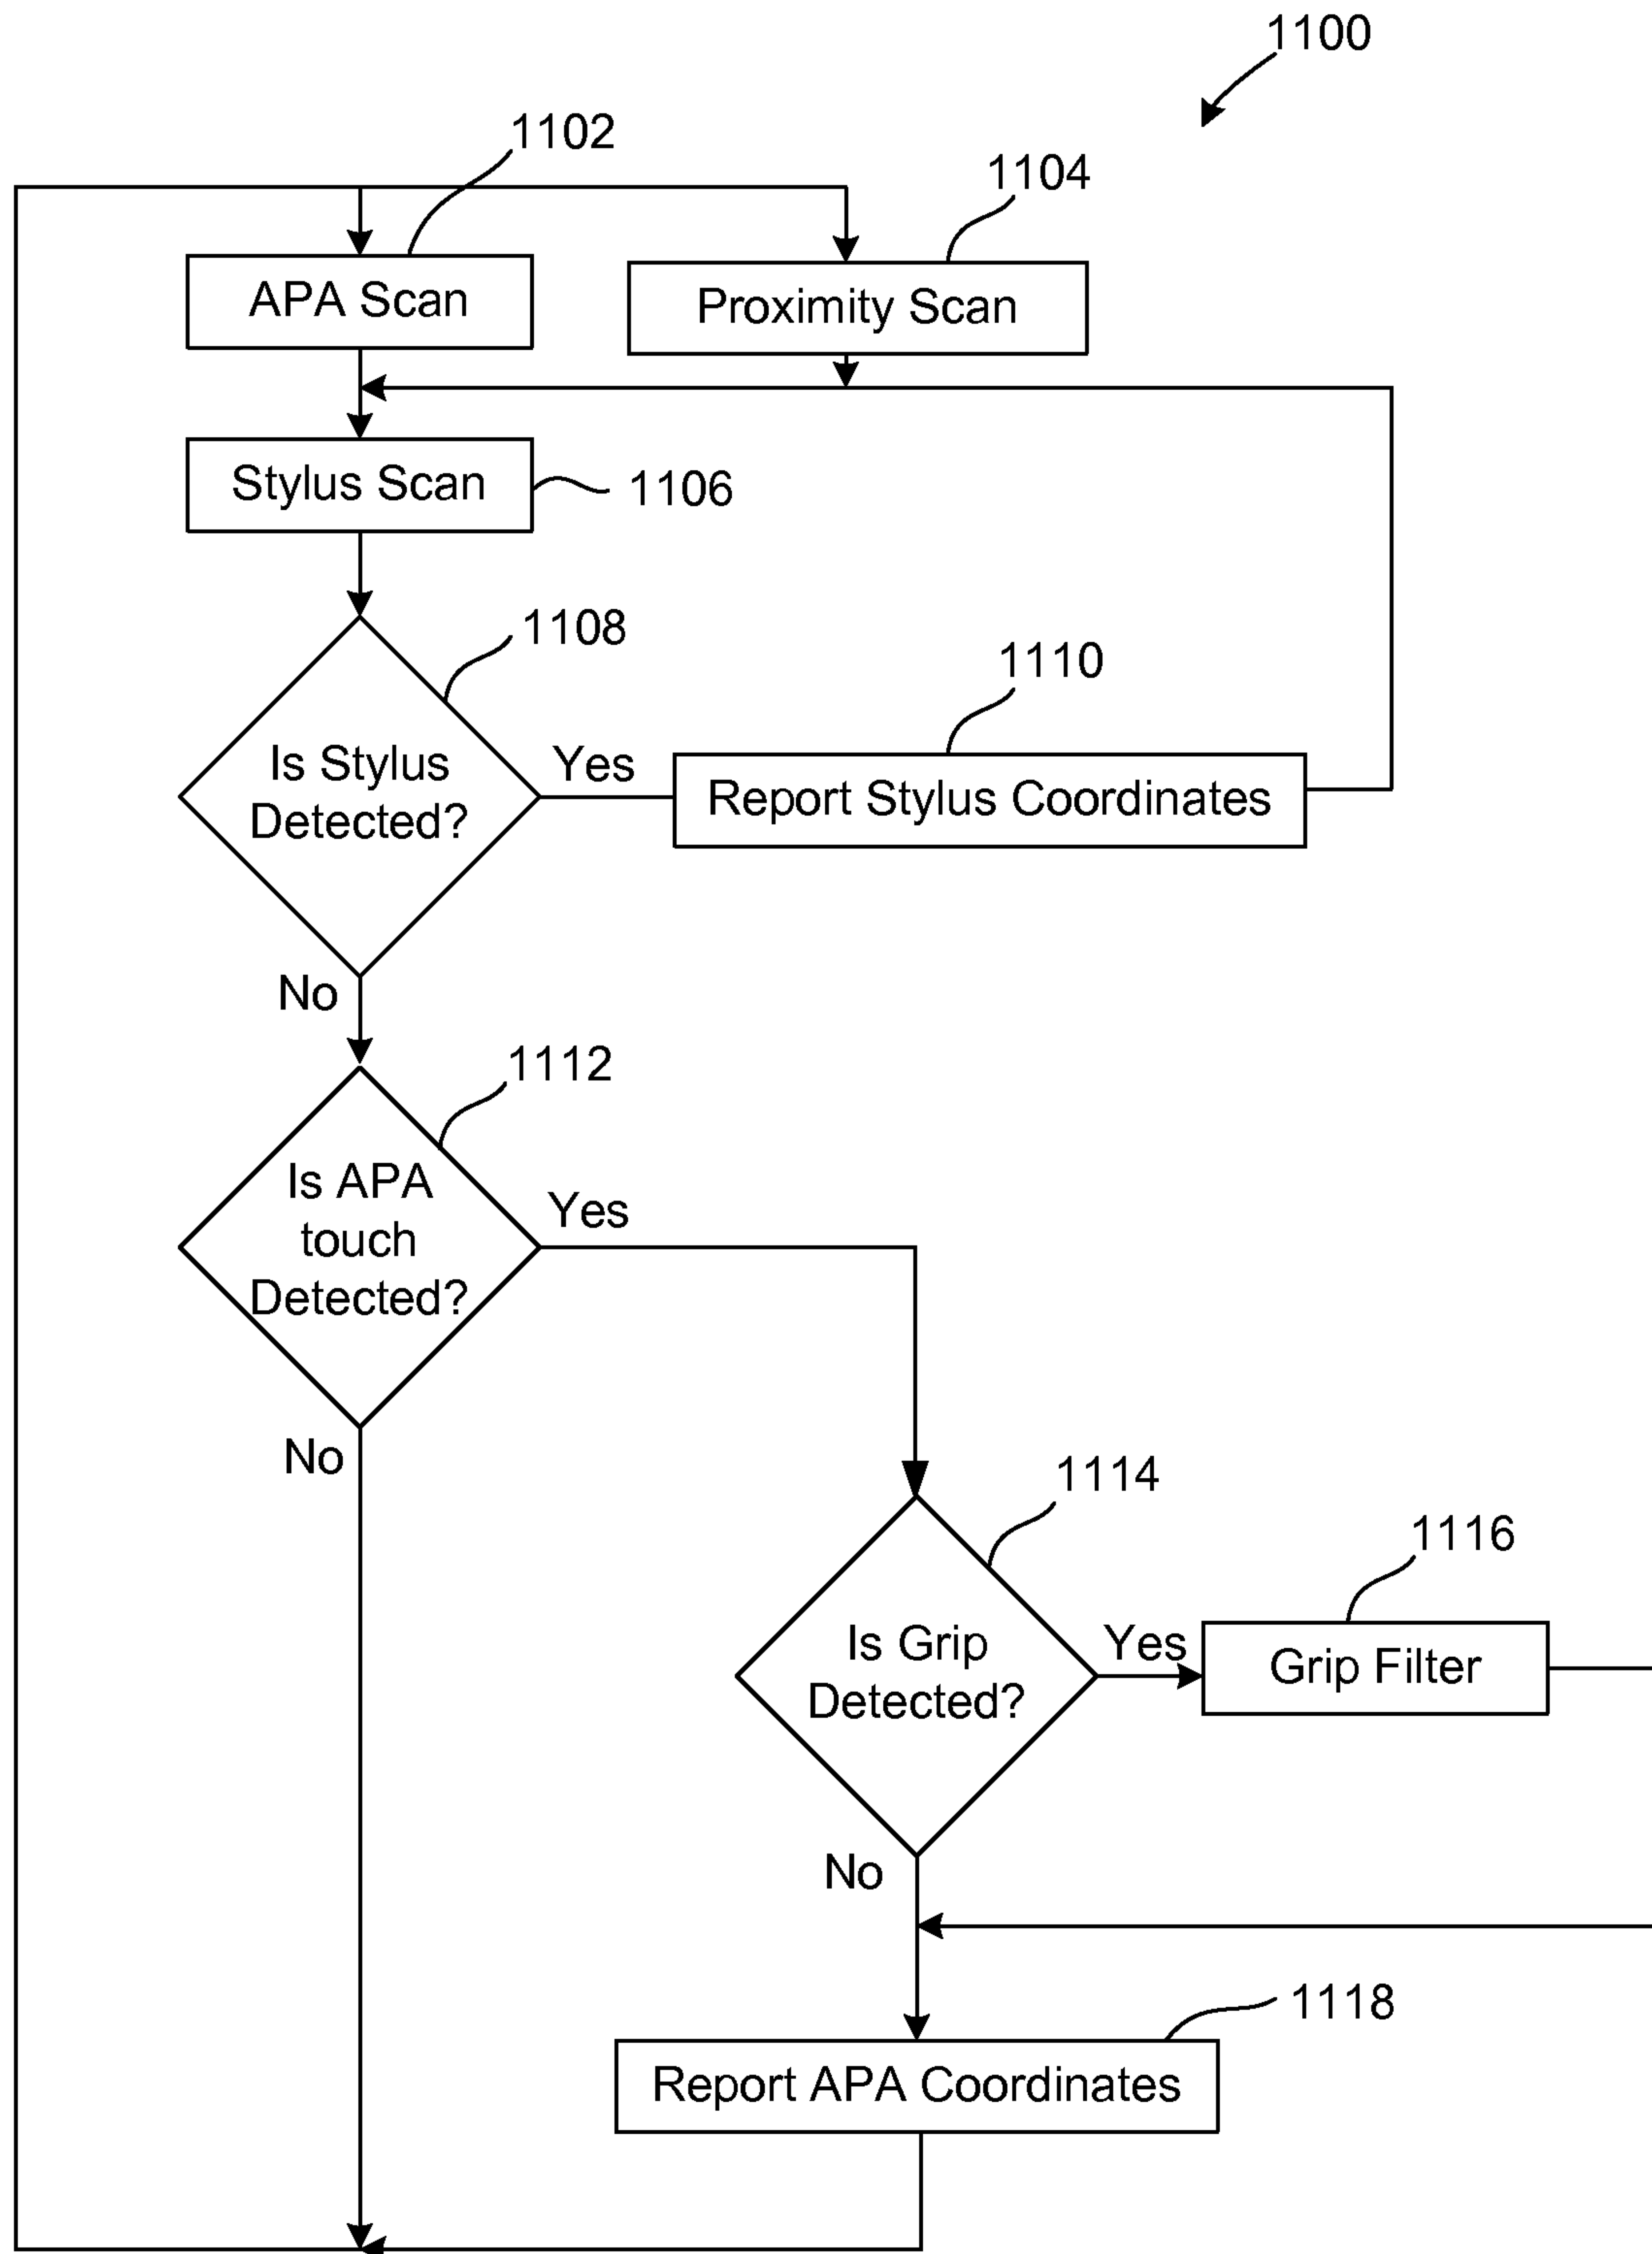 1100
1102
1104
APA Scan
Proximity Scan
Stylus Scan
1106
1108
1110
Is Stylus
Detected?
Yes
Report Stylus Coordinates
No
1112
Is APA
touch
Detected?
Yes
No
1114
1116
Is Grip
Detected?
Yes
Grip Filter
No
1118
Report APA Coordinates